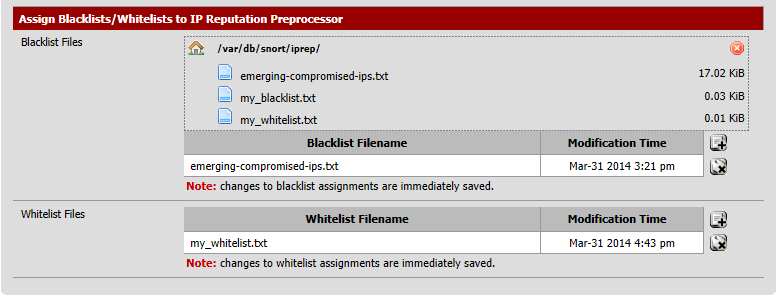 Assign Blacklists/Whitelists to IP Reputation Preprocessor
Blacklist Files
/var/db/snort/iprep/
emerging-compromised-ips.txt 17.02 KiB
my_blacklist.txt 0.03 KiB
my_whitelist.txt 0.01 KiB
Blacklist Filename Modification Time
emerging-compromised-ips.txt Mar-31 2014 3:21 pm
Note: changes to blacklist assignments are immediately saved.
Whitelist Files
Whitelist Filename Modification Time
my_whitelist.txt Mar-31 2014 4:43 pm
Note: changes to whitelist assignments are immediately saved.